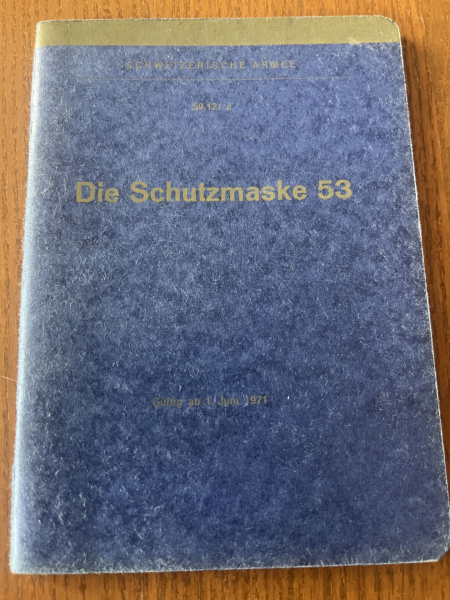 SCHWEIZERISCHE ARMEE
59.121 d
Die Schutzmaske 53
Gültig ab 1. Juni 1971